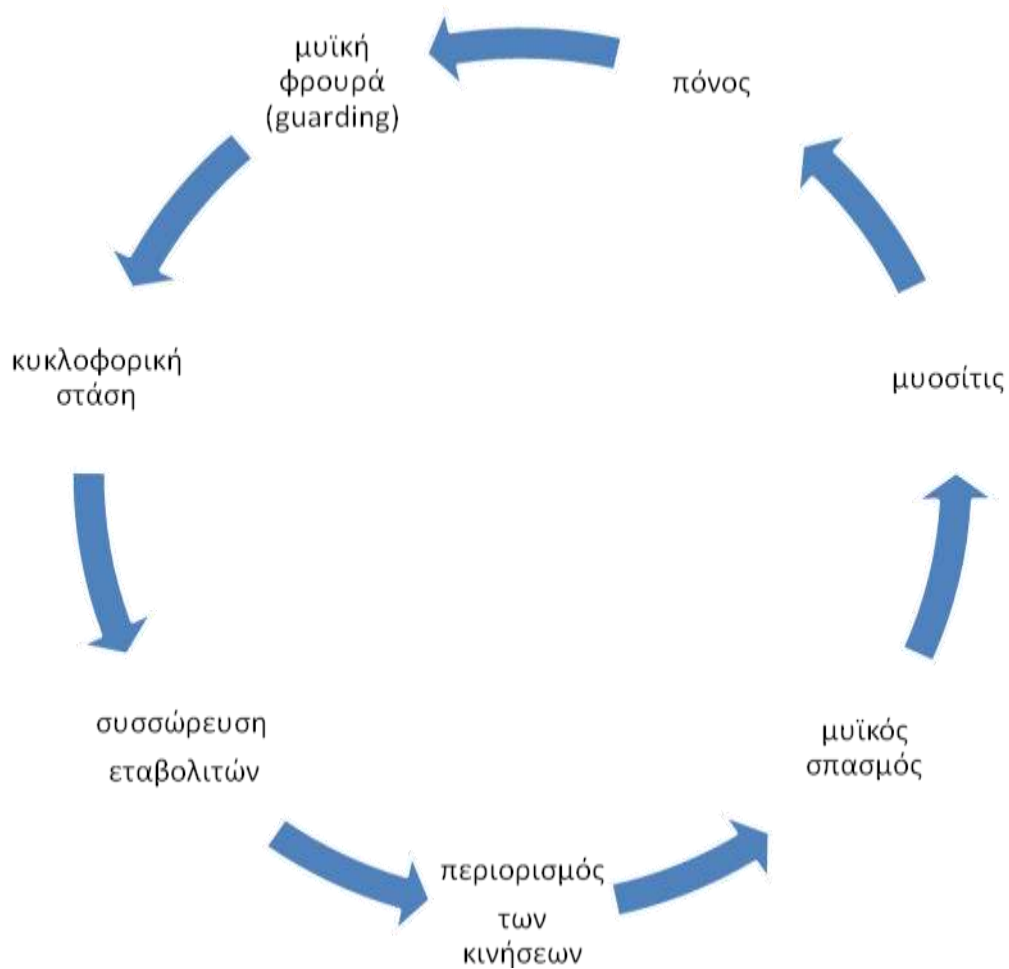 πόνος
μυϊκή
φρουρά
(guarding)
κυκλοφορική
στάση
συσσώρευση
εταβολιτών
περιορισμός
των
κινήσεων
μυϊκός
σπασμός
μυοσίτις